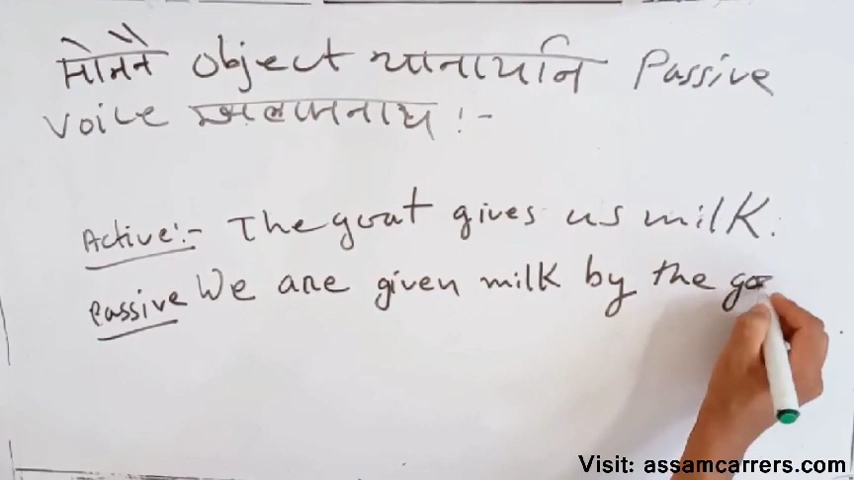 मोननै Object थानायनि Passive
Voice :-
Active:- The goat gives us milk.
Passive We are given milk by the go
Visit: assamcarrers.com